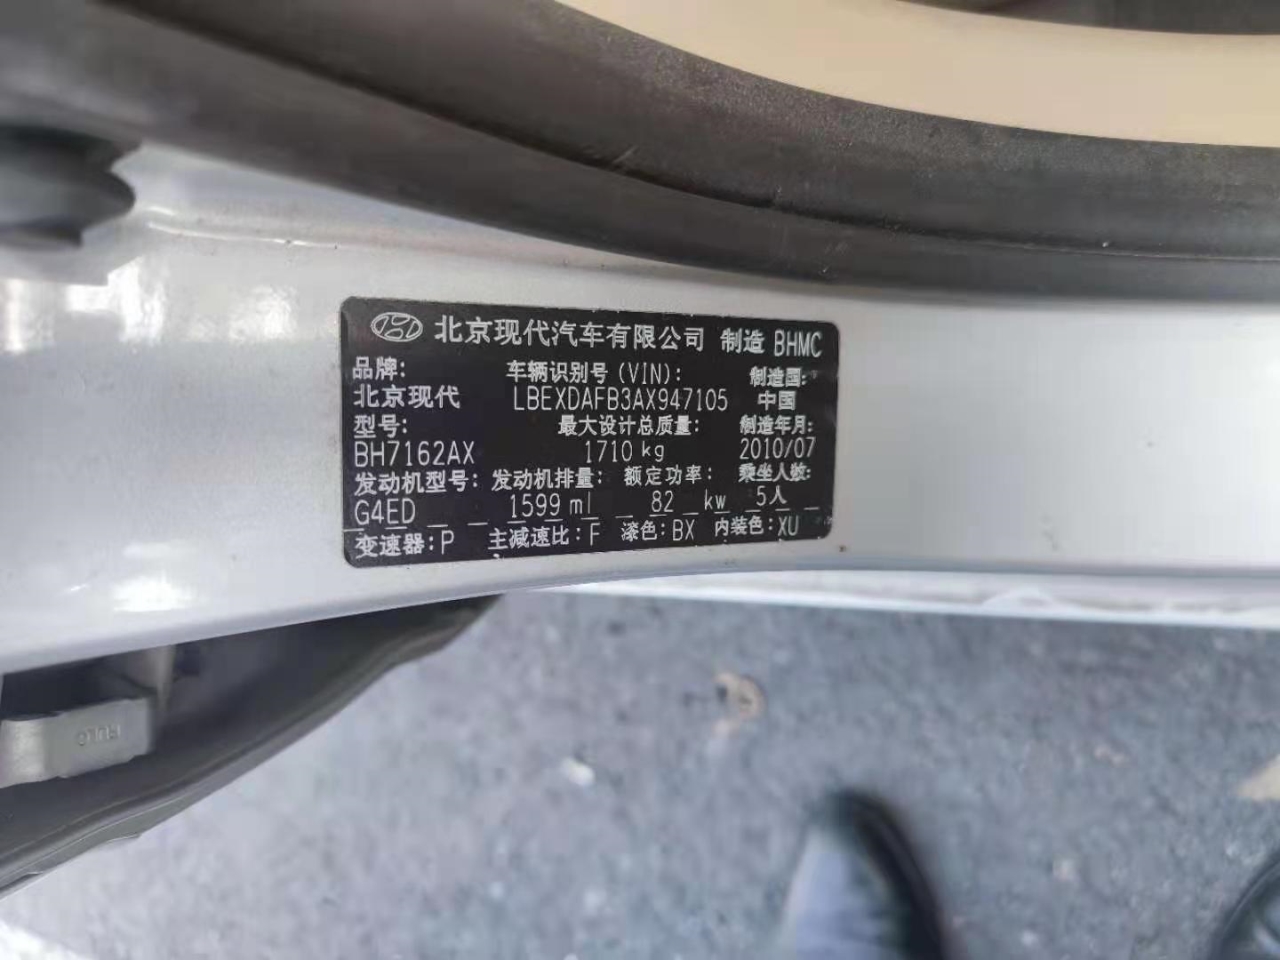 北京现代汽车有限公司 制造 BHMC
品牌: 车辆识别号(VIN): 制造国:
北京现代 LBEXDAFB3AX947105 中国
型号: 最大设计总质量: 制造年月:
BH7162AX 1710 kg 2010/07
发动机型号: 发动机排量: 额定功率: 乘坐人数:
G4ED 1599 ml 82 kw 5人
变速器:P 主减速比:F 漆色:BX 内装色:XU